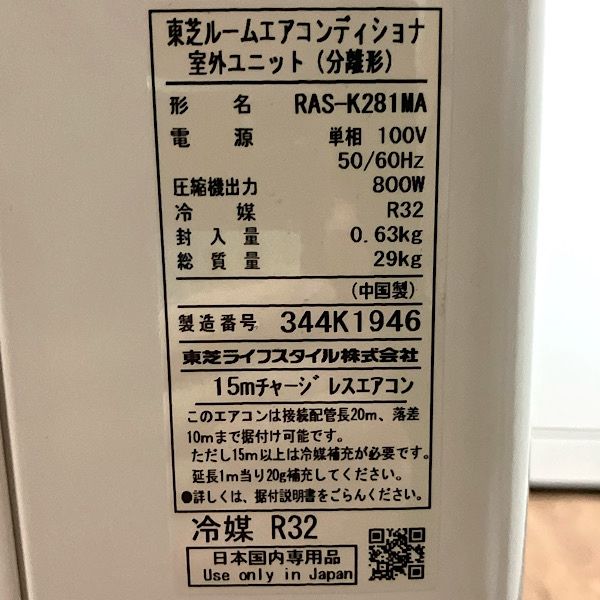 東芝ルームエアコンディショナ
室外ユニット（分離形）
形名 RAS-K281MA
電源 単相 100V
50/60Hz
圧縮機出力 800W
冷媒 R32
封入量 0.63kg
総質量 29kg
（中国製）
製造番号 344K1946
東芝ライフスタイル株式会社
15mチャージレスエアコン
このエアコンは接続配管長20m、落差
10mまで据付け可能です。
ただし15m以上は冷媒補充が必要です。
延長1m当り20g補充してください。
●詳しくは、据付説明書をごらんください。
冷媒 R32
日本国内専用品
Use only in Japan